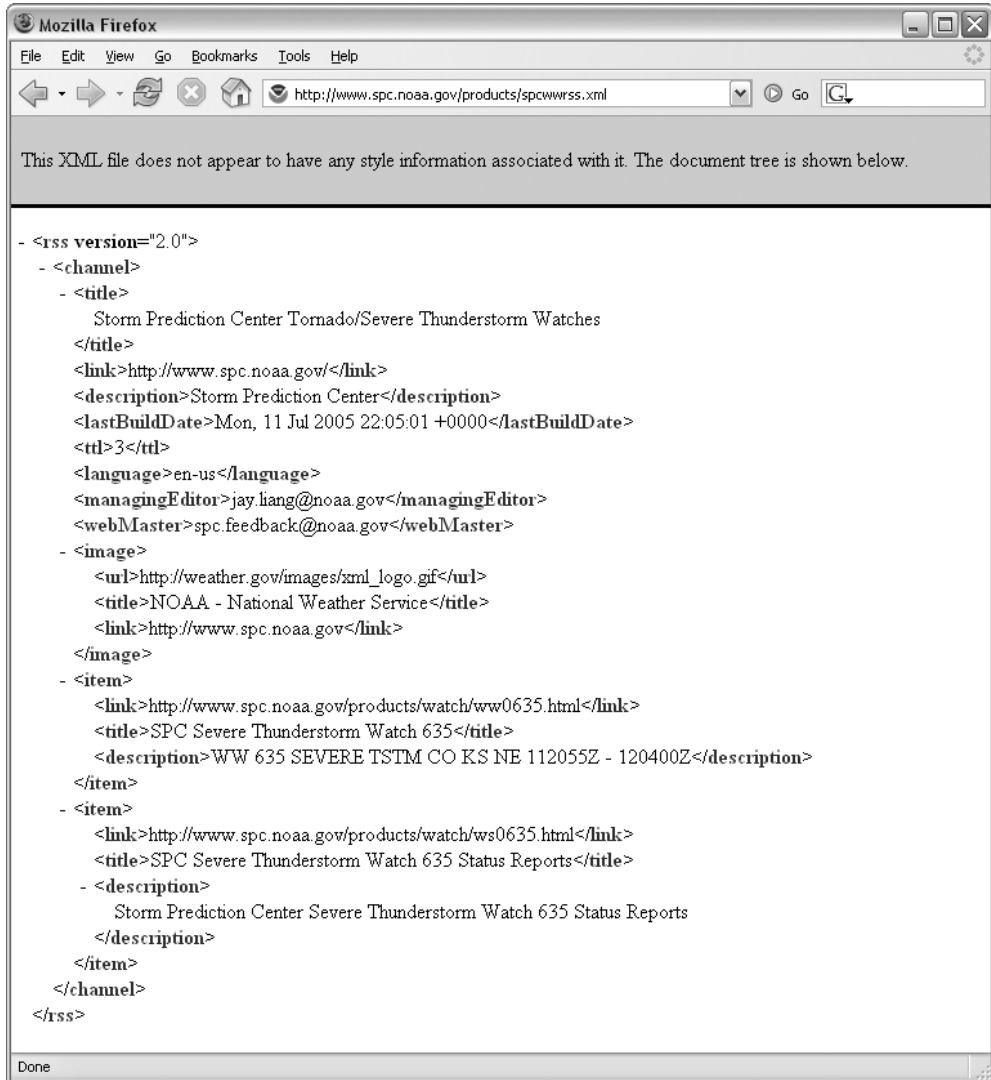 Mozilla Firefox
File Edit View Go Bookmarks Tools Help
http://www.spc.noaa.gov/products/spcwwrss.xml Go G
This XML file does not appear to have any style information associated with it. The document tree is shown below.
- <rss version="2.0">
- <channel>
- <title>
Storm Prediction Center Tornado/Severe Thunderstorm Watches
</title>
<link>http://www.spc.noaa.gov/</link>
<description>Storm Prediction Center</description>
<lastBuildDate>Mon, 11 Jul 2005 22:05:01 +0000</lastBuildDate>
<ttl>3</ttl>
<language>en-us</language>
<managingEditor>jay.liang@noaa.gov</managingEditor>
<webMaster>spc.feedback@noaa.gov</webMaster>
- <image>
<url>http://weather.gov/images/xml_logo.gif</url>
<title>NOAA - National Weather Service</title>
<link>http://www.spc.noaa.gov</link>
</image>
- <item>
<link>http://www.spc.noaa.gov/products/watch/ww0635.html</link>
<title>SPC Severe Thunderstorm Watch 635</title>
<description>WW 635 SEVERE TSTM CO KS NE 112055Z - 120400Z</description>
</item>
- <item>
<link>http://www.spc.noaa.gov/products/watch/ws0635.html</link>
<title>SPC Severe Thunderstorm Watch 635 Status Reports</title>
- <description>
Storm Prediction Center Severe Thunderstorm Watch 635 Status Reports
</description>
</item>
</channel>
</rss>
Done